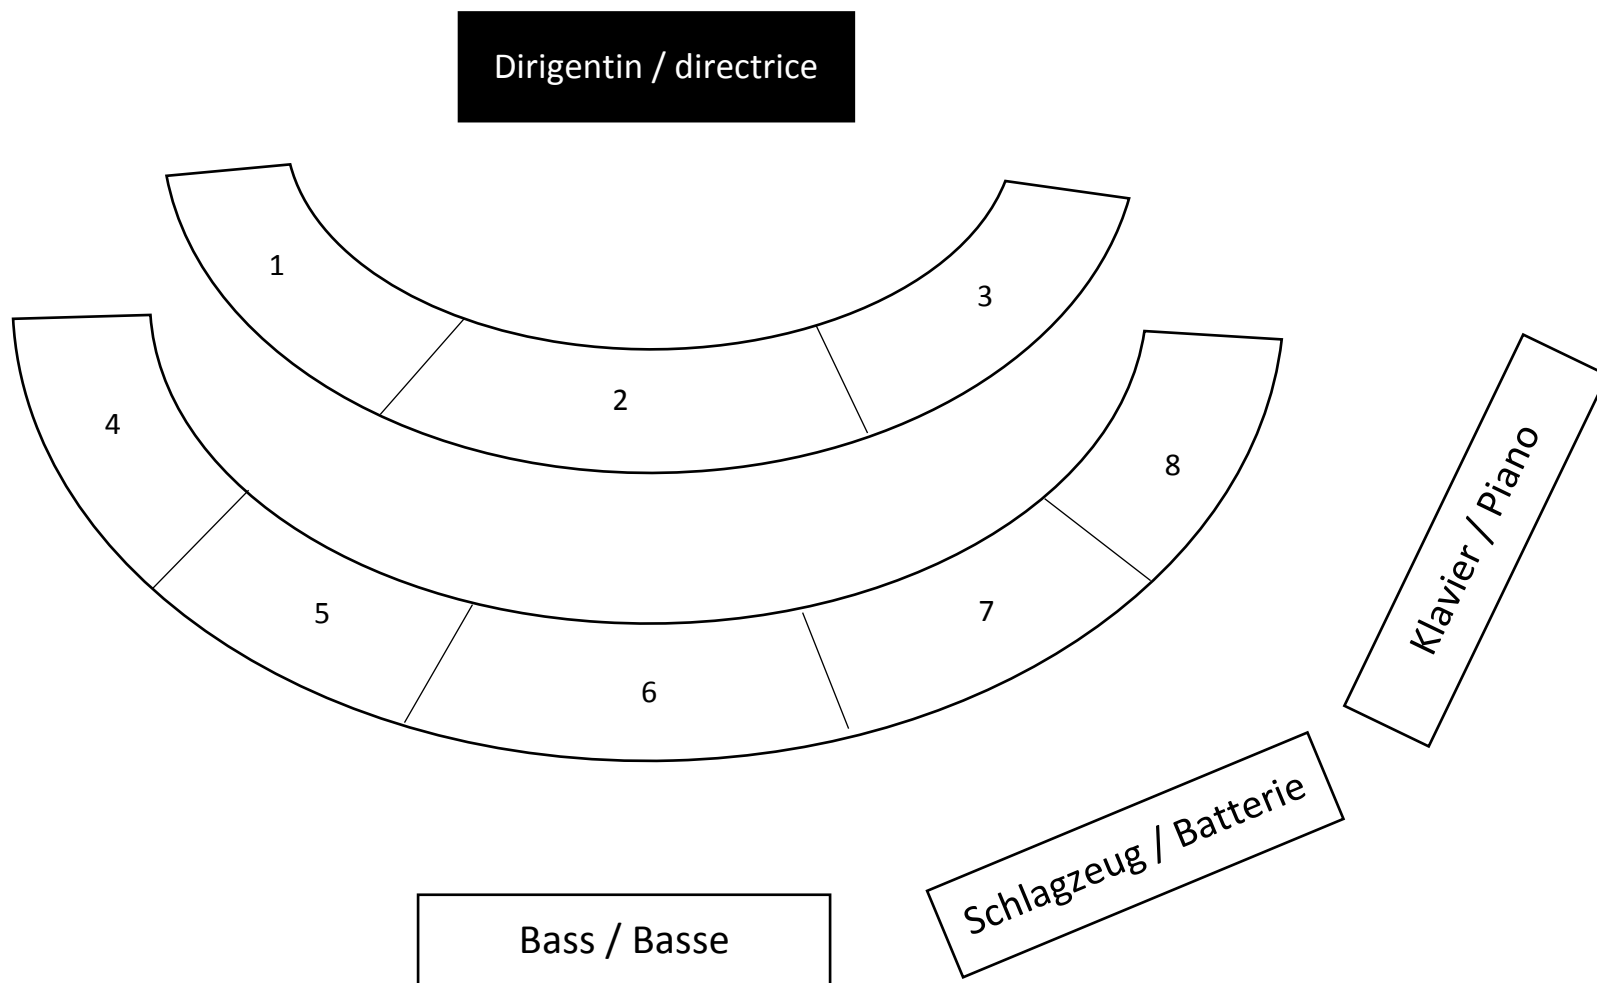 Dirigentin / directrice
1
2
3
4
5
6
7
8
Klavier / Piano
Schlagzeug / Batterie
Bass / Basse